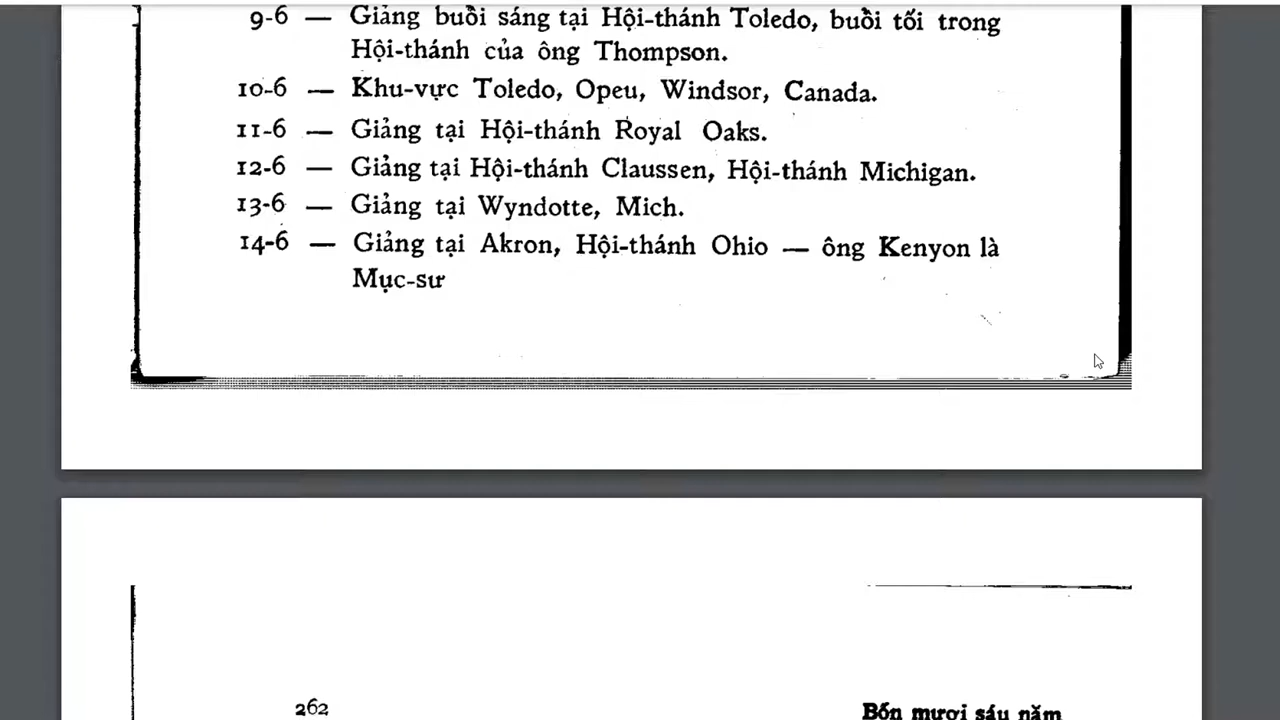 9-6 — Giảng buổi sáng tại Hội-thánh Toledo, buổi tối trong
Hội-thánh của ông Thompson.
10-6 — Khu-vực Toledo, Opeu, Windsor, Canada.
11-6 — Giảng tại Hội-thánh Royal Oaks.
12-6 — Giảng tại Hội-thánh Claussen, Hội-thánh Michigan.
13-6 — Giảng tại Wyndotte, Mich.
14-6 — Giảng tại Akron, Hội-thánh Ohio — ông Kenyon là
Mục-sư
262 Bốn mươi sáu năm